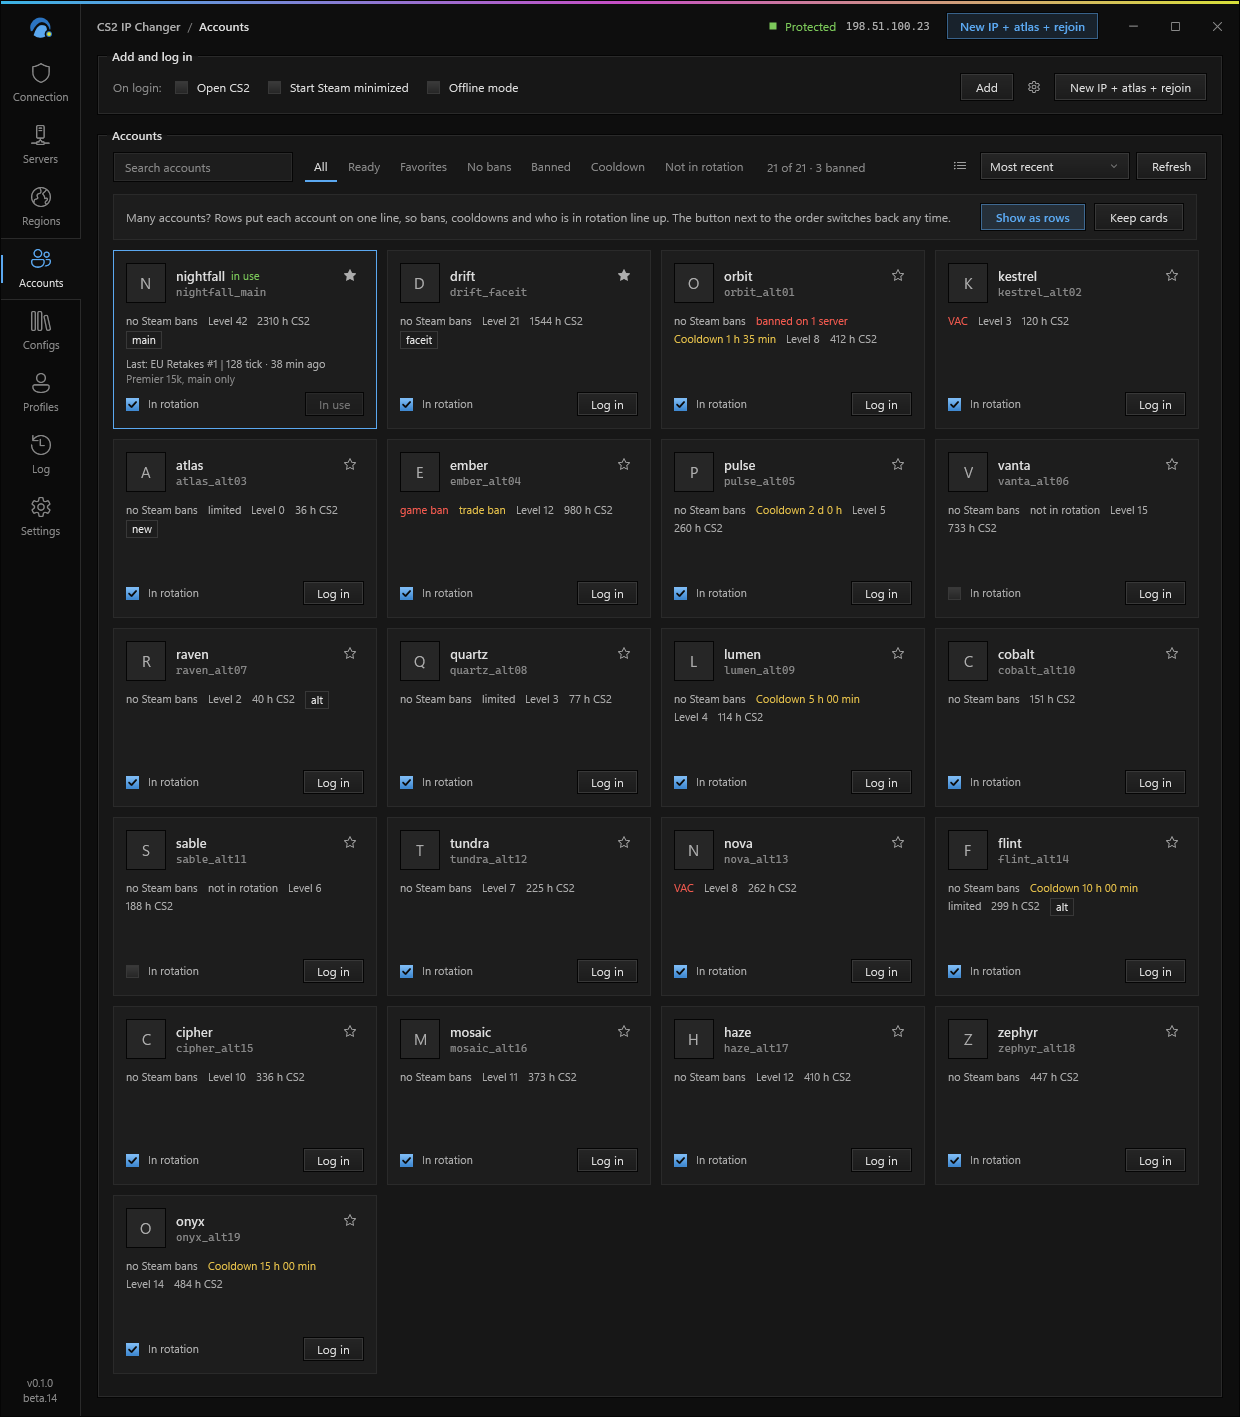 CS2 IP Changer / Accounts
Protected 198.51.100.23 New IP + atlas + rejoin
Connection
Servers
Regions
Accounts
Configs
Profiles
Log
Settings
v0.1.0
beta.14
Add and log in
On login: Open CS2 Start Steam minimized Offline mode Add New IP + atlas + rejoin
Accounts
Search accounts All Ready Favorites No bans Banned Cooldown Not in rotation 21 of 21 · 3 banned Most recent Refresh
Many accounts? Rows put each account on one line, so bans, cooldowns and who is in rotation line up. The button next to the order switches back any time. Show as rows Keep cards
N
nightfall in use
nightfall_main
no Steam bans Level 42 2310 h CS2
main
Last: EU Retakes #1 | 128 tick · 38 min ago
Premier 15k, main only
In rotation In use
D
drift
drift_faceit
no Steam bans Level 21 1544 h CS2
faceit
In rotation Log in
O
orbit
orbit_alt01
no Steam bans banned on 1 server
Cooldown 1 h 35 min Level 8 412 h CS2
In rotation Log in
K
kestrel
kestrel_alt02
VAC Level 3 120 h CS2
In rotation Log in
A
atlas
atlas_alt03
no Steam bans limited Level 0 36 h CS2
new
In rotation Log in
E
ember
ember_alt04
game ban trade ban Level 12 980 h CS2
In rotation Log in
P
pulse
pulse_alt05
no Steam bans Cooldown 2 d 0 h Level 5
260 h CS2
In rotation Log in
V
vanta
vanta_alt06
no Steam bans not in rotation Level 15
733 h CS2
In rotation Log in
R
raven
raven_alt07
no Steam bans Level 2 40 h CS2 alt
In rotation Log in
Q
quartz
quartz_alt08
no Steam bans limited Level 3 77 h CS2
In rotation Log in
L
lumen
lumen_alt09
no Steam bans Cooldown 5 h 00 min
Level 4 114 h CS2
In rotation Log in
C
cobalt
cobalt_alt10
no Steam bans 151 h CS2
In rotation Log in
S
sable
sable_alt11
no Steam bans not in rotation Level 6
188 h CS2
In rotation Log in
T
tundra
tundra_alt12
no Steam bans Level 7 225 h CS2
In rotation Log in
N
nova
nova_alt13
VAC Level 8 262 h CS2
In rotation Log in
F
flint
flint_alt14
no Steam bans Cooldown 10 h 00 min
limited 299 h CS2 alt
In rotation Log in
C
cipher
cipher_alt15
no Steam bans Level 10 336 h CS2
In rotation Log in
M
mosaic
mosaic_alt16
no Steam bans Level 11 373 h CS2
In rotation Log in
H
haze
haze_alt17
no Steam bans Level 12 410 h CS2
In rotation Log in
Z
zephyr
zephyr_alt18
no Steam bans 447 h CS2
In rotation Log in
O
onyx
onyx_alt19
no Steam bans Cooldown 15 h 00 min
Level 14 484 h CS2
In rotation Log in